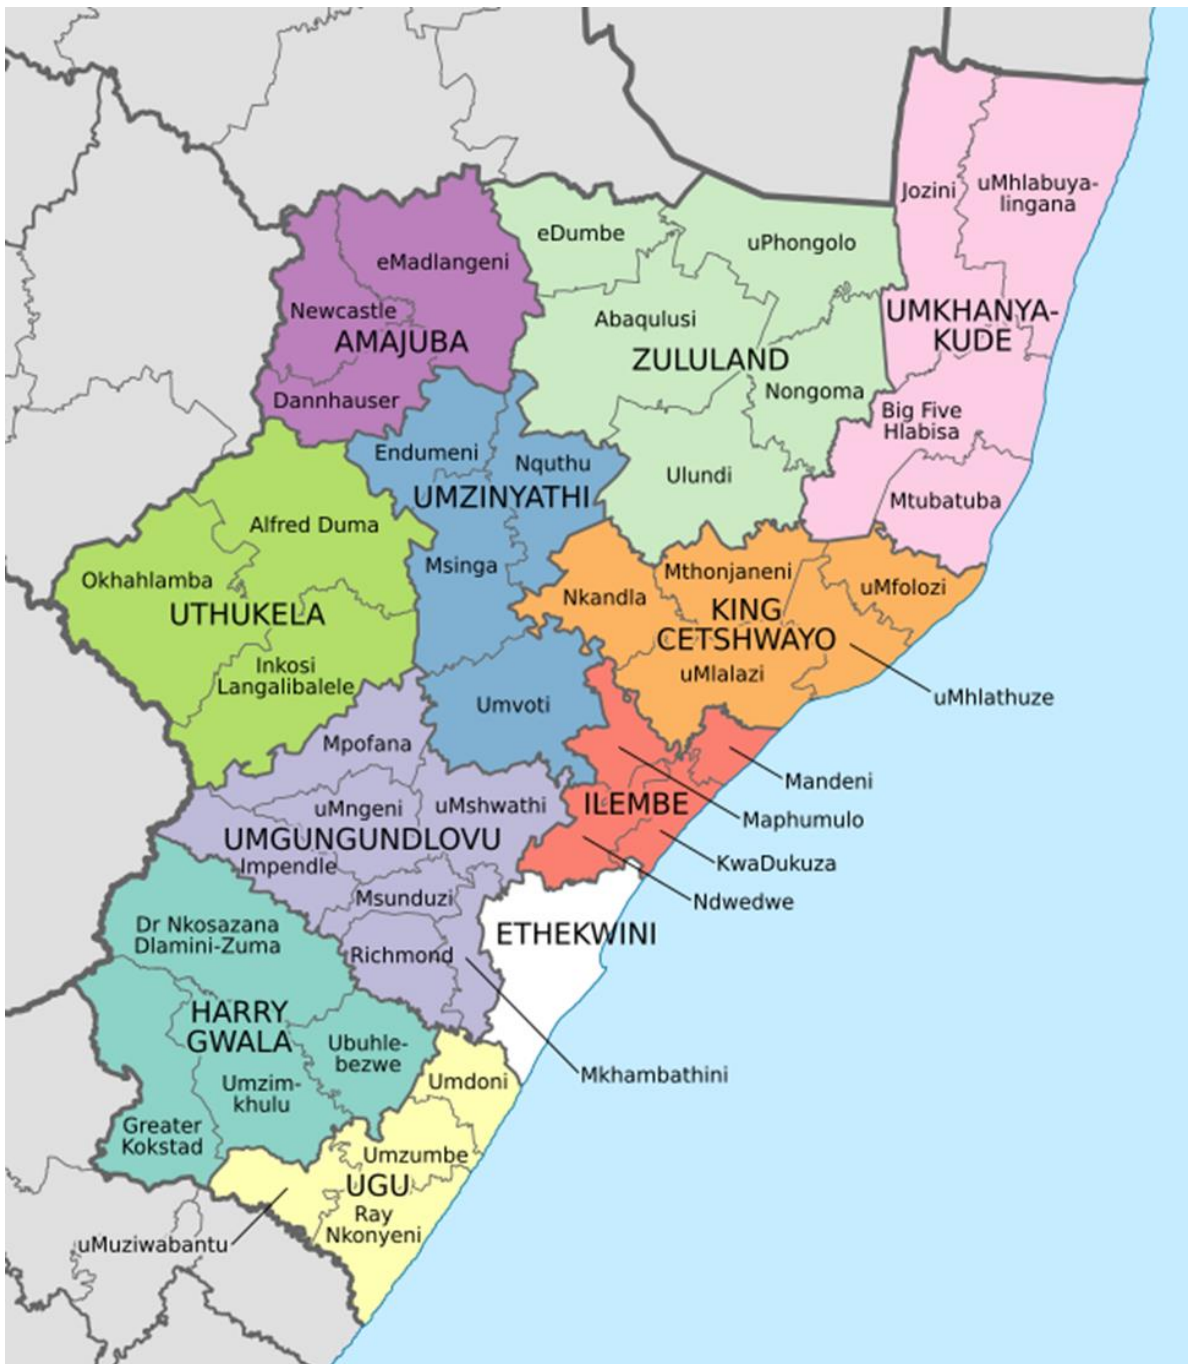 Jozini
uMhlabuya-
lingana
eDumbe
uPhongolo
eMadlangeni
Newcastle
AMAJUBA
Abaqulusi
ZULULAND
UMKHANYA-
KUDE
Dannhauser
Nongoma
Big Five
Hlabisa
Endumeni
Nquthu
UMZINYATHI
Ulundi
Mtubatuba
Alfred Duma
Msinga
Okhahlamba
UTHUKELA
Mthonjaneni
uMfolozi
Nkandla
KING
CETSHWAYO
Inkosi
Langalibalele
uMlalazi
uMhlathuze
Umvoti
Mpofana
Mandeni
uMngeni
uMshwathi
ILEMBE
Maphumulo
UMGUNGUNDLOVU
Impendle
KwaDukuza
Msunduzi
Ndwedwe
Dr Nkosazana
Dlamini-Zuma
ETHEKWINI
Richmond
HARRY
GWALA
Ubuhle-
bezwe
Umzim-
khulu
Umdoni
Mkhambathini
Greater
Kokstad
Umzumbe
UGU
Ray
Nkonyeni
uMuziwabantu